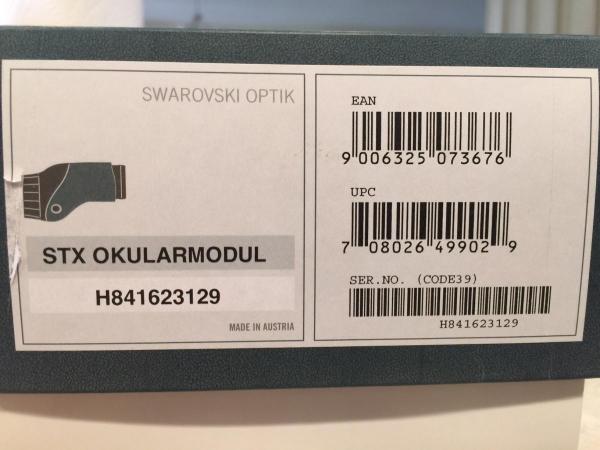 SWAROVSKI OPTIK
STX OKULARMODUL
H841623129
MADE IN AUSTRIA
EAN
9 006325 073676
UPC
7 08026 49902 9
SER.NO. (CODE39)
H841623129